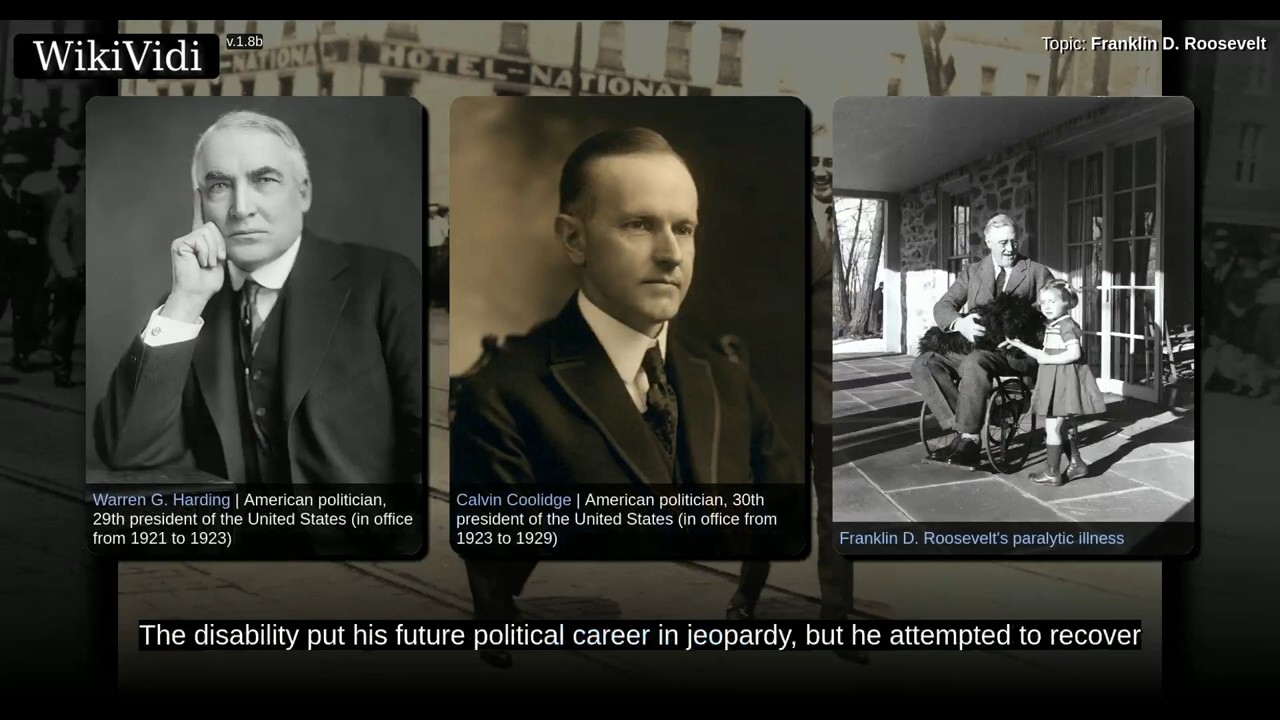 WikiVidi
v.1.8b
Topic: Franklin D. Roosevelt
-NATIONAL
HOTEL-NATIONAL
Warren G. Harding | American politician,
29th president of the United States (in office
from 1921 to 1923)
Calvin Coolidge | American politician, 30th
president of the United States (in office from
1923 to 1929)
Franklin D. Roosevelt's paralytic illness
The disability put his future political career in jeopardy, but he attempted to recover